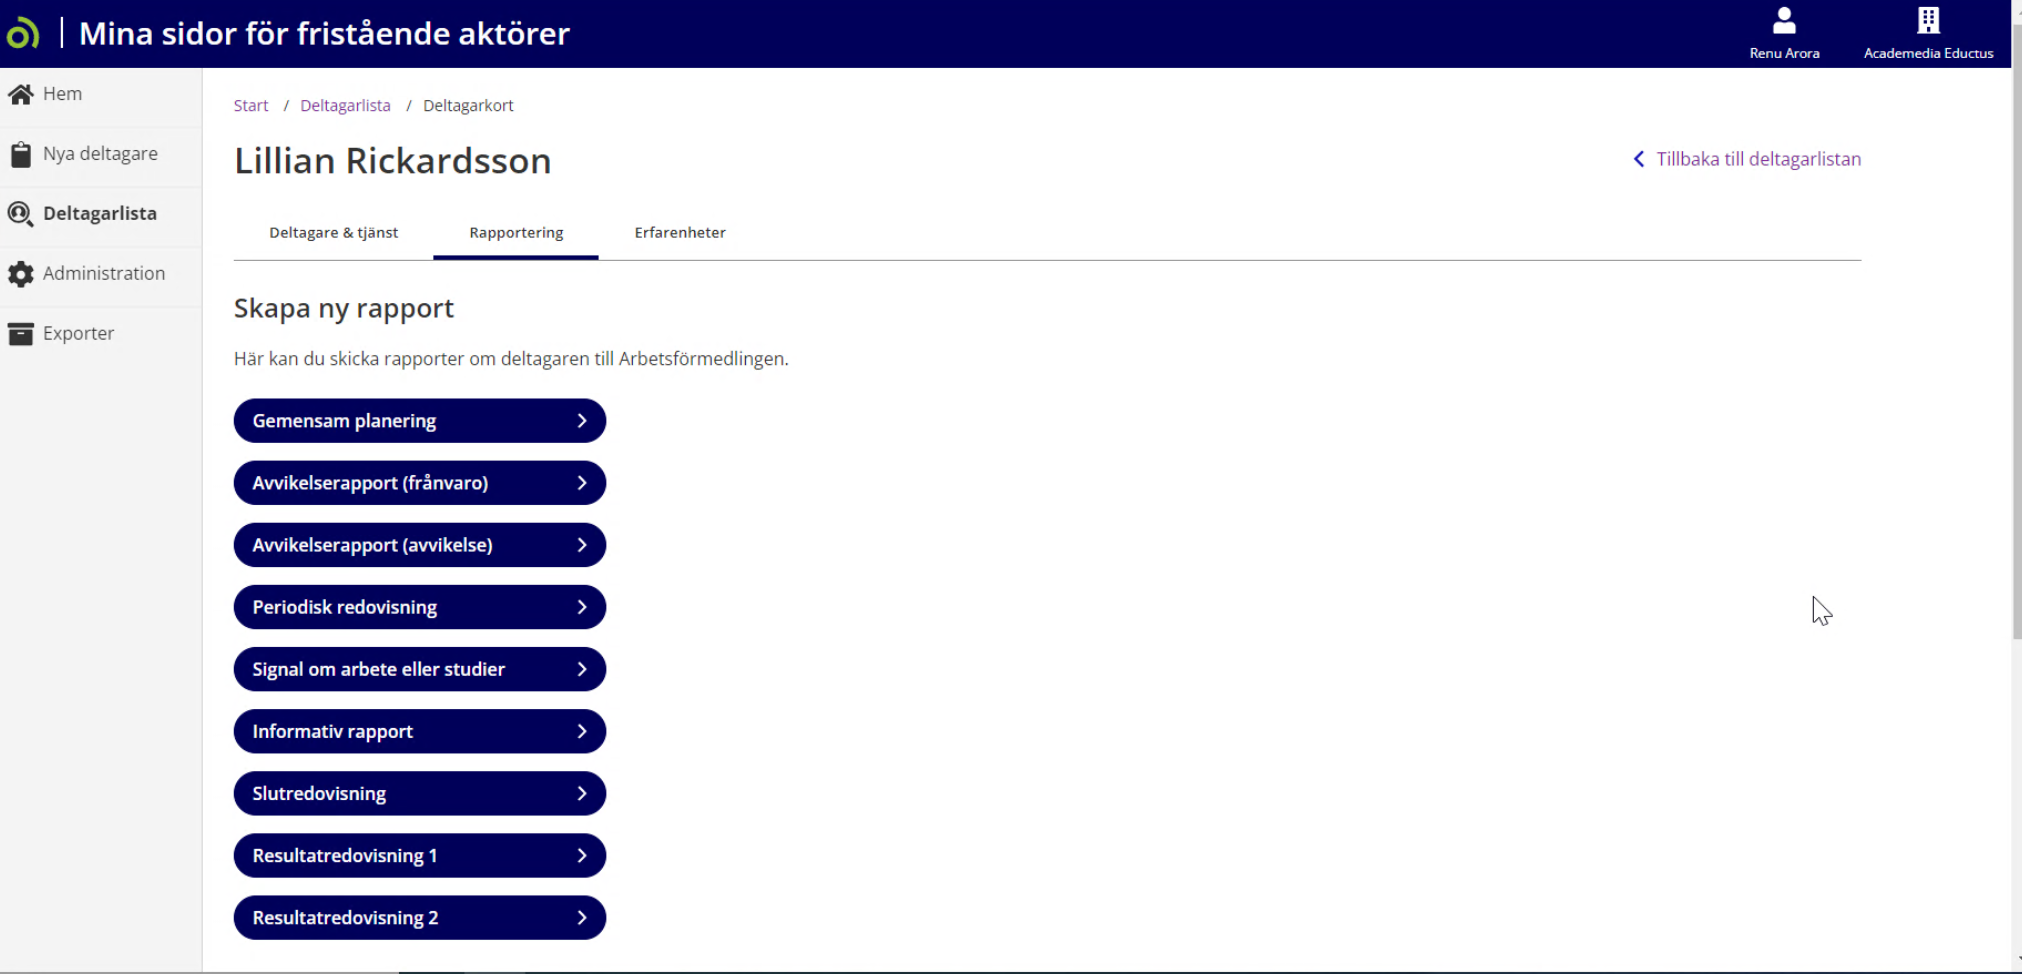 Mina sidor för fristående aktörer
Renu Arora
Academedia Eductus
Hem
Nya deltagare
Deltagarlista
Administration
Exporter
Start / Deltagarlista / Deltagarkort
Lillian Rickardsson
Tillbaka till deltagarlistan
Deltagare & tjänst
Rapportering
Erfarenheter
Skapa ny rapport
Här kan du skicka rapporter om deltagaren till Arbetsförmedlingen.
Gemensam planering
Avvikelserapport (frånvaro)
Avvikelserapport (avvikelse)
Periodisk redovisning
Signal om arbete eller studier
Informativ rapport
Slutredovisning
Resultatredovisning 1
Resultatredovisning 2